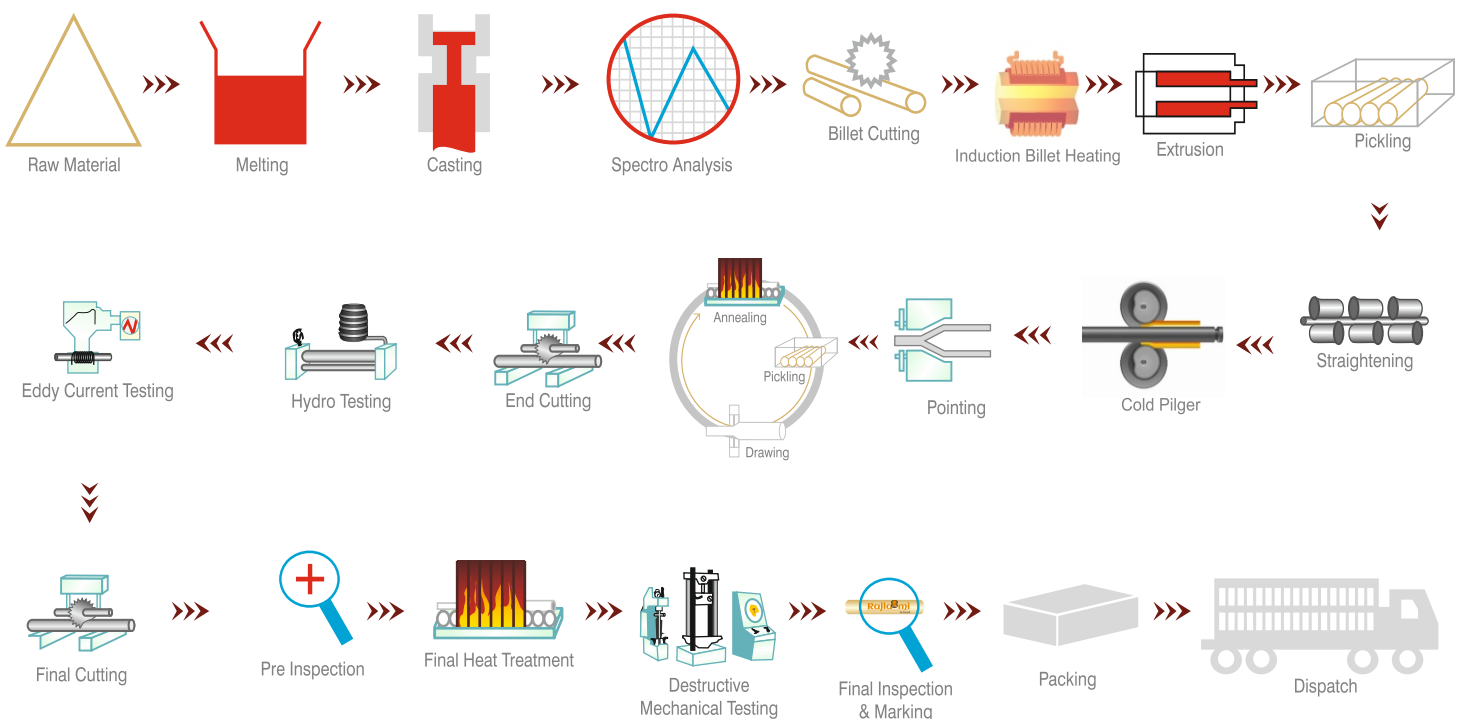 Raw Material
Melting
Casting
Spectro Analysis
Billet Cutting
Induction Billet Heating
Extrusion
Pickling
Straightening
Cold Pilger
Pointing
Annealing
Pickling
Drawing
End Cutting
Hydro Testing
Eddy Current Testing
Final Cutting
Pre Inspection
Final Heat Treatment
Destructive
Mechanical Testing
Final Inspection
& Marking
Packing
Dispatch